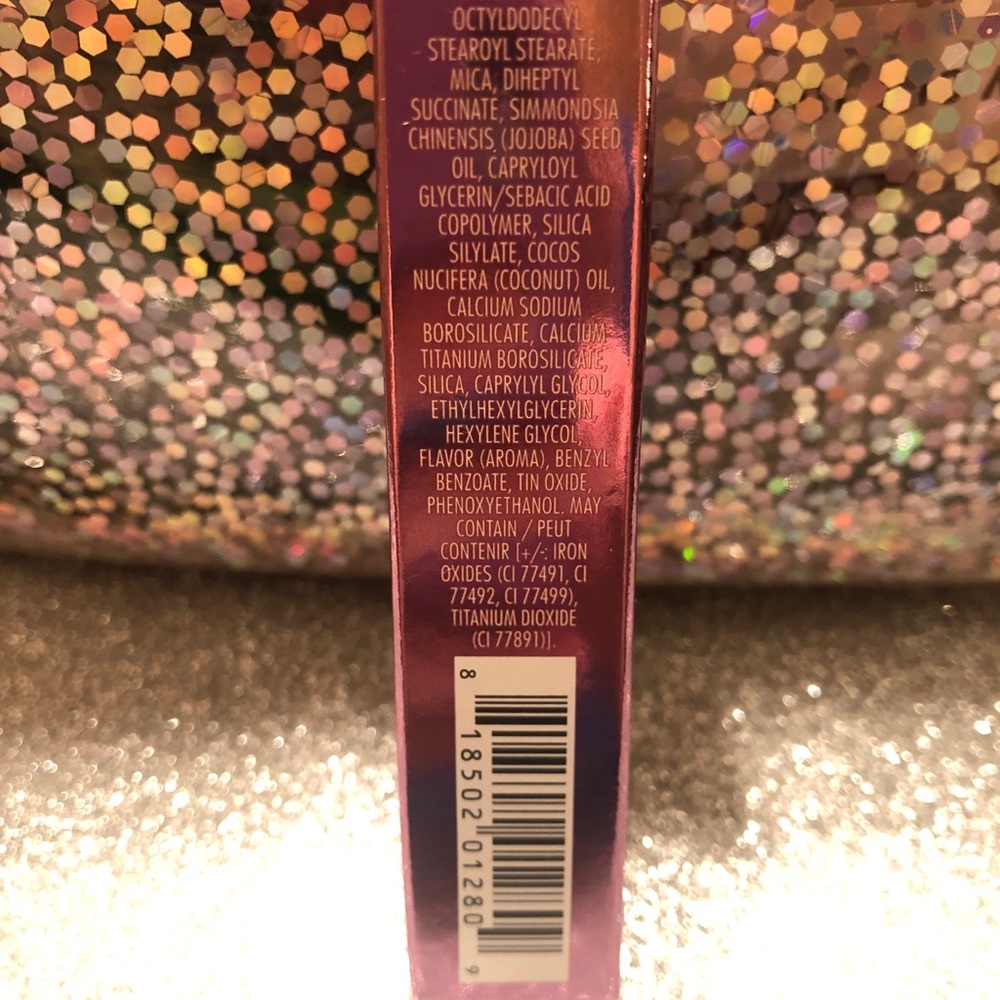 OCTYLDODECYL
STEAROYL STEARATE,
MICA, DIHEPTYL
SUCCINATE, SIMMONDSIA
CHINENSIS (JOJOBA) SEED
OIL, CAPRYLOYL
GLYCERIN/SEBACIC ACID
COPOLYMER, SILICA
SILYLATE, COCOS
NUCIFERA (COCONUT) OIL,
CALCIUM SODIUM
BOROSILICATE, CALCIUM
TITANIUM BOROSILICATE,
SILICA, CAPRYLYL GLYCOL,
ETHYLHEXYLGLYCERIN,
HEXYLENE GLYCOL,
FLAVOR (AROMA), BENZYL
BENZOATE, TIN OXIDE,
PHENOXYETHANOL. MAY
CONTAIN / PEUT
CONTENIR [+/-: IRON
OXIDES (CI 77491, CI
77492, CI 77499),
TITANIUM DIOXIDE
(CI 77891)].
8 18502 01280 9